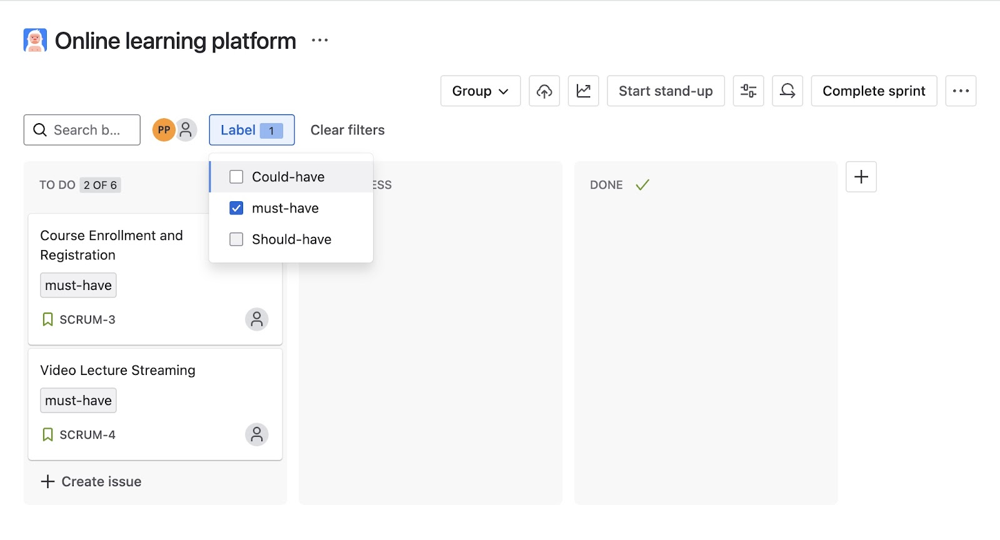 Online learning platform
Group
Start stand-up
Complete sprint
Search b...
PP
Label 1
Clear filters
Could-have
must-have
Should-have
TO DO 2 OF 6
ESS
DONE
Course Enrollment and
Registration
must-have
SCRUM-3
Video Lecture Streaming
must-have
SCRUM-4
Create issue